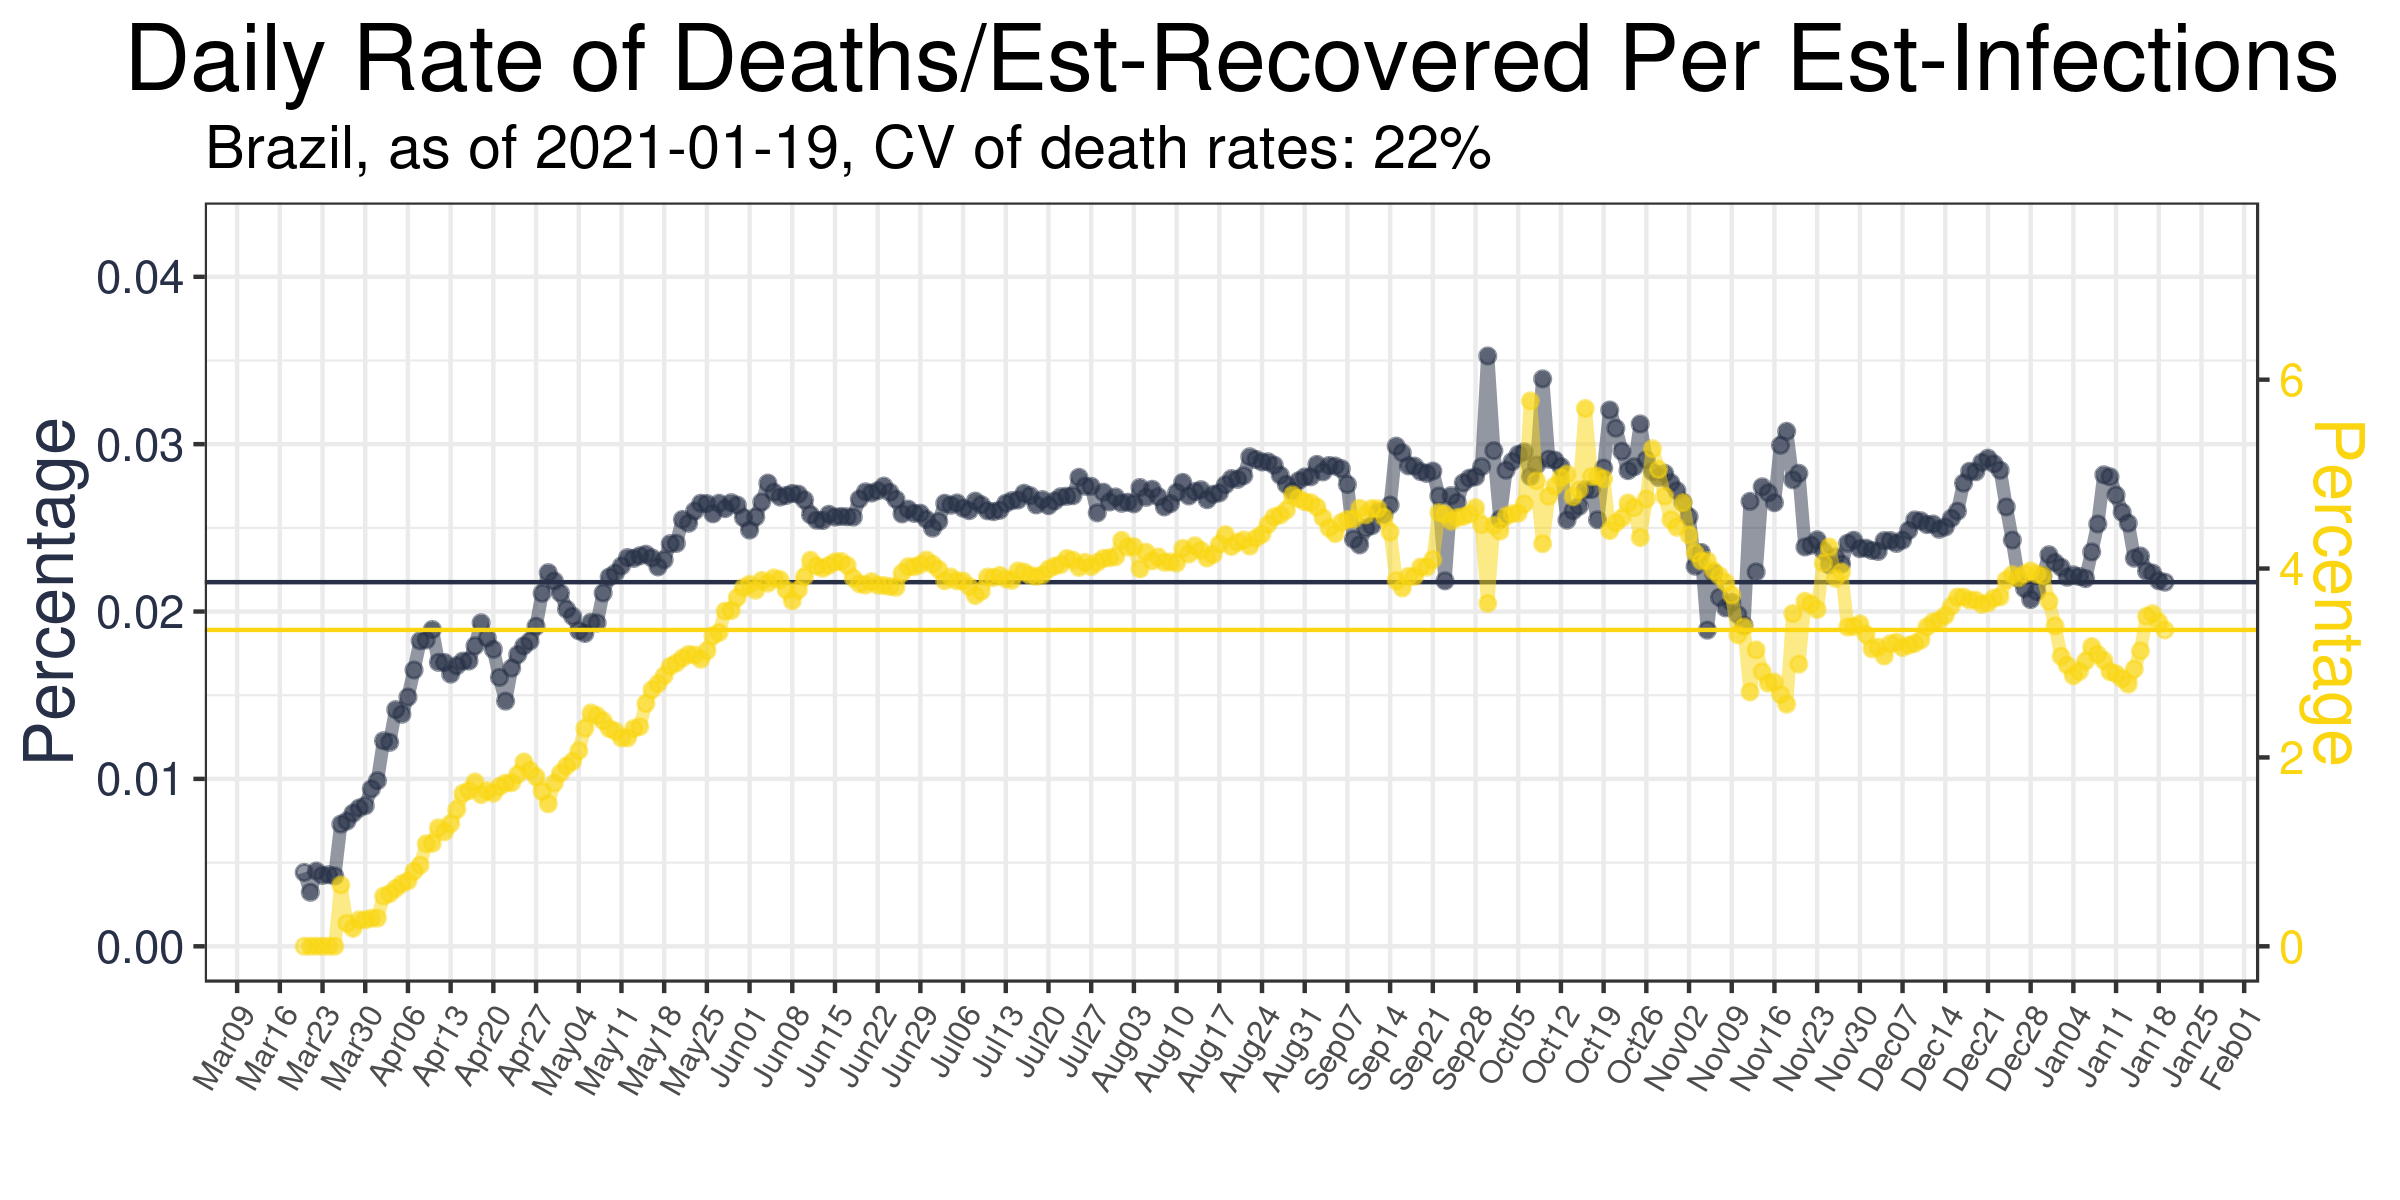 Daily Rate of Deaths/Est-Recovered Per Est-Infections
Brazil, as of 2021-01-19, CV of death rates: 22%
Percentage
0.04
0.03
0.02
0.01
0.00
6
4
2
0
Percentage
Mar09
Mar16
Mar23
Mar30
Apr06
Apr13
Apr20
Apr27
May04
May11
May18
May25
Jun01
Jun08
Jun15
Jun22
Jun29
Jul06
Jul13
Jul20
Jul27
Aug03
Aug10
Aug17
Aug24
Aug31
Sep07
Sep14
Sep21
Sep28
Oct05
Oct12
Oct19
Oct26
Nov02
Nov09
Nov16
Nov23
Nov30
Dec07
Dec14
Dec21
Dec28
Jan04
Jan11
Jan18
Jan25
Feb01